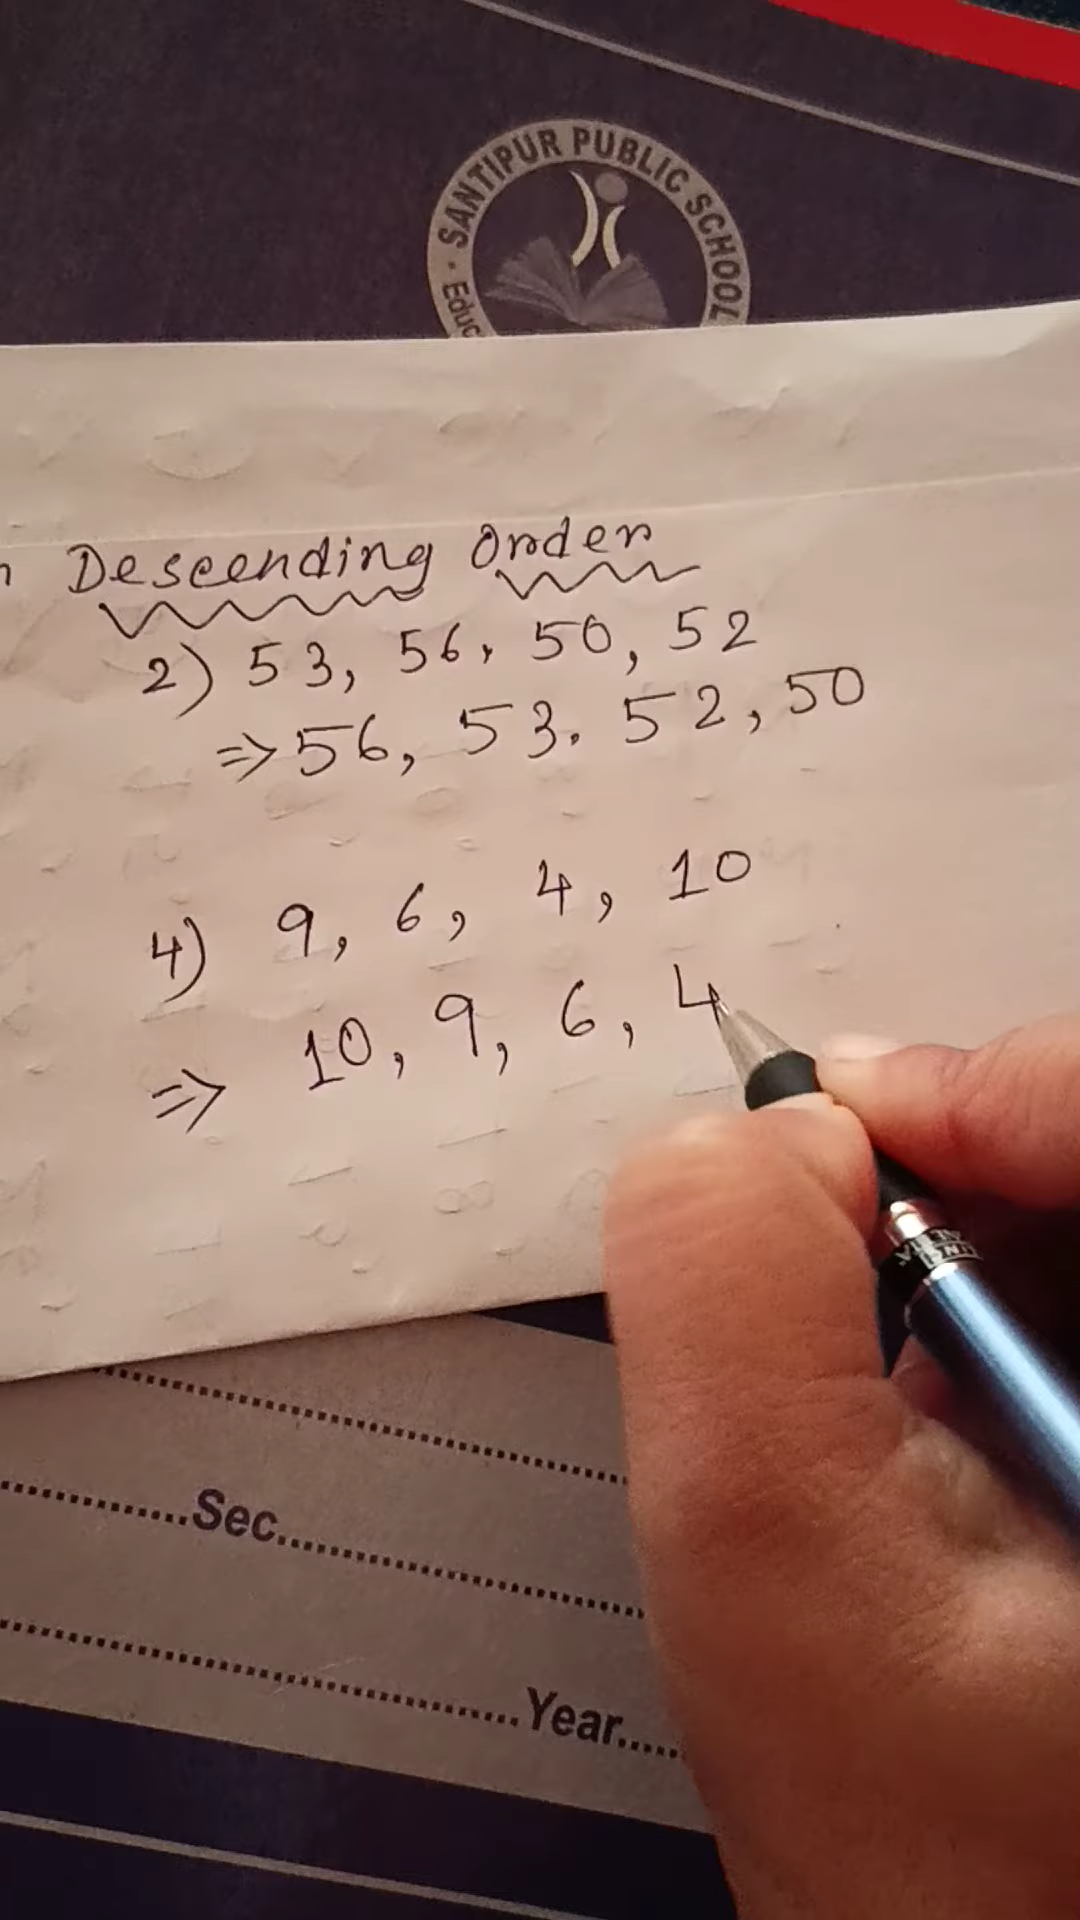 SANTIPUR PUBLIC SCHOOL
Educ
n Descending Order
2) 53, 56, 50, 52
⇒ 56, 53. 52, 50
4) 9, 6, 4, 10
⇒ 10, 9, 6, 4
Sec
Year